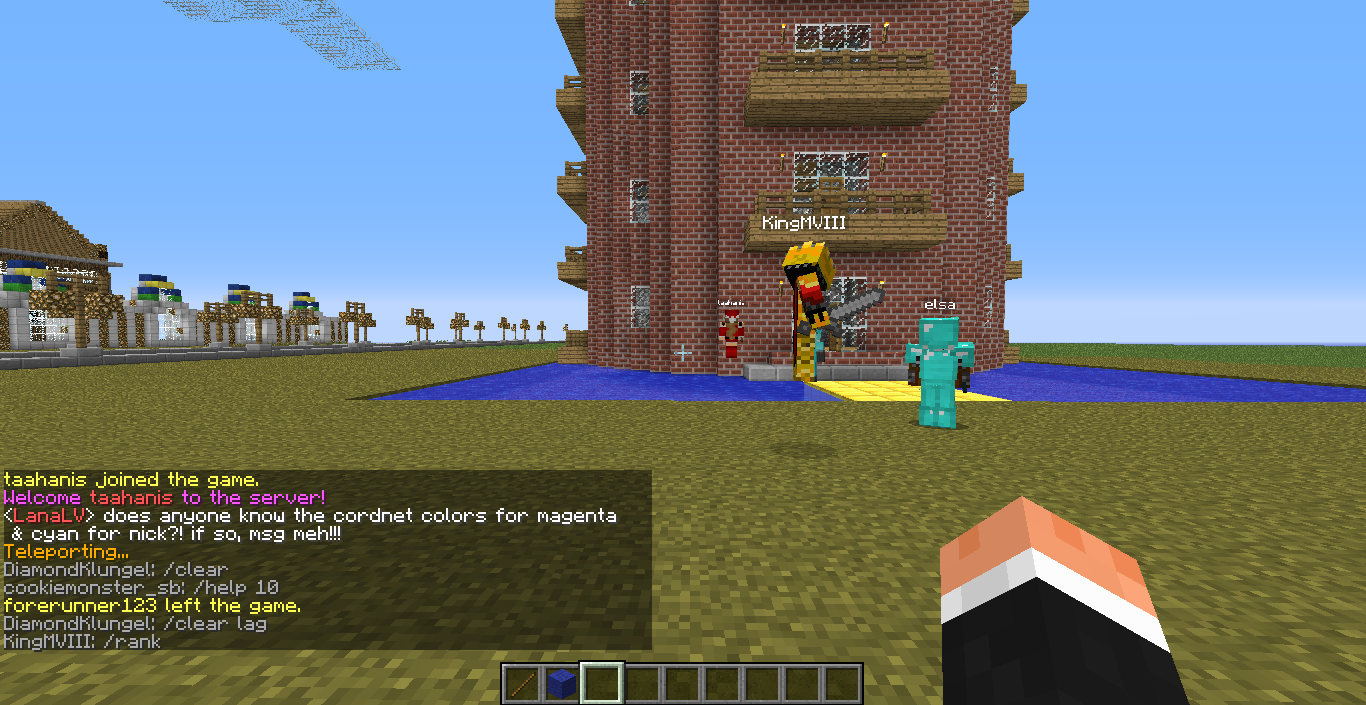 KingMVIII
taahanis
elsa
taahanis joined the game.
Welcome taahanis to the server!
<LanaLV> does anyone know the cordnet colors for magenta
& cyan for nick?! if so, msg meh!!!
Teleporting...
DiamondKlungel: /clear
cookiemonster_sb: /help 10
forerunner123 left the game.
DiamondKlungel: /clear lag
KingMVIII: /rank